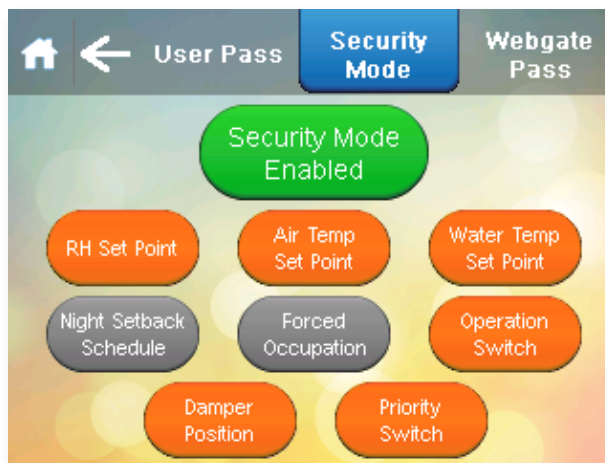 User Pass
Security
Mode
Webgate
Pass
Security Mode
Enabled
RH Set Point
Air Temp
Set Point
Water Temp
Set Point
Night Setback
Schedule
Forced
Occupation
Operation
Switch
Damper
Position
Priority
Switch